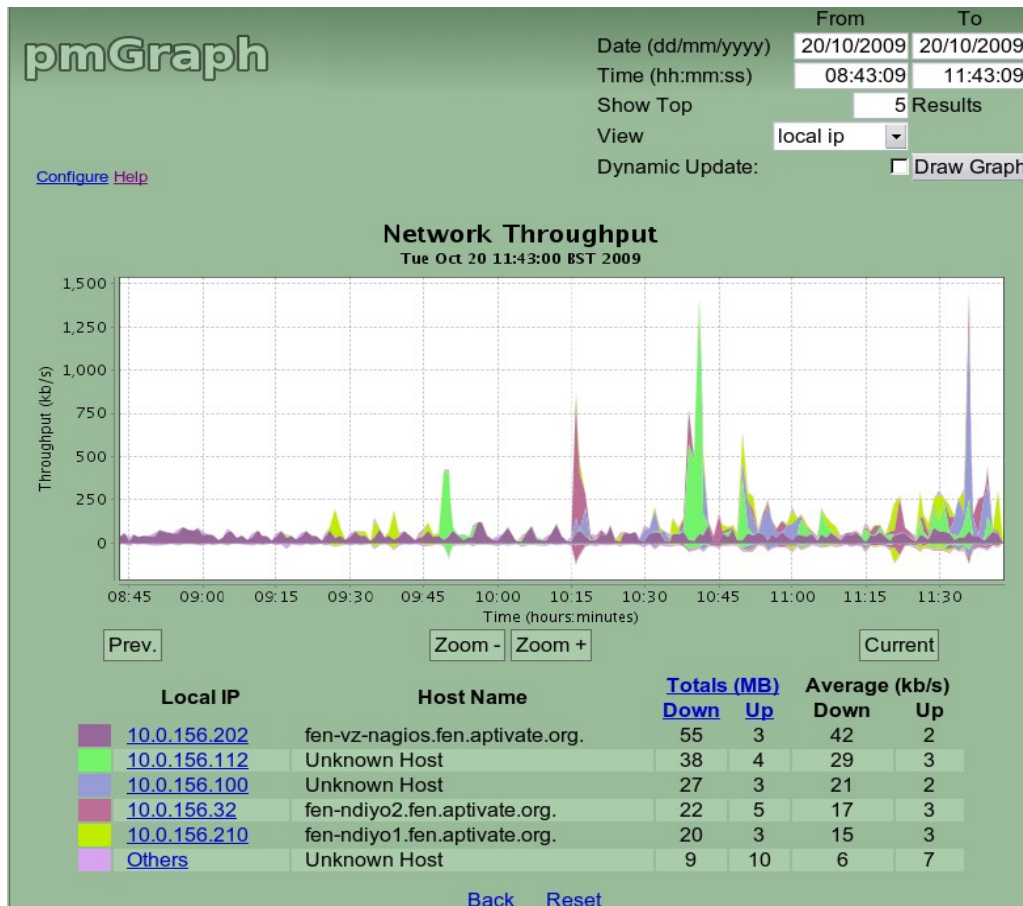 pmGraph
From To
Date (dd/mm/yyyy) 20/10/2009 20/10/2009
Time (hh:mm:ss) 08:43:09 11:43:09
Show Top 5 Results
View local ip
Dynamic Update: Draw Graph
Configure Help
Network Throughput
Tue Oct 20 11:43:00 BST 2009
Throughput (kb/s)
1,500
1,250
1,000
750
500
250
0
08:45 09:00 09:15 09:30 09:45 10:00 10:15 10:30 10:45 11:00 11:15 11:30
Time (hours:minutes)
Prev. Zoom - Zoom + Current
Local IP Host Name Totals (MB) Average (kb/s)
Down Up Down Up
10.0.156.202 fen-vz-nagios.fen.aptivate.org. 55 3 42 2
10.0.156.112 Unknown Host 38 4 29 3
10.0.156.100 Unknown Host 27 3 21 2
10.0.156.32 fen-ndiyo2.fen.aptivate.org. 22 5 17 3
10.0.156.210 fen-ndiyo1.fen.aptivate.org. 20 3 15 3
Others Unknown Host 9 10 6 7
Back Reset